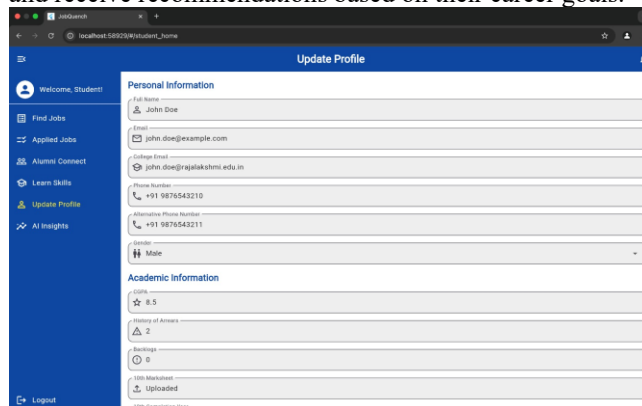 and receive recommendations based on their career goals.
JobQuench
localhost:58929/#/student_home
Update Profile
Welcome, Student!
Find Jobs
Applied Jobs
Alumni Connect
Learn Skills
Update Profile
AI Insights
Logout
Personal Information
Full Name
John Doe
Email
john.doe@example.com
College Email
john.doe@rajalakshmi.edu.in
Phone Number
+91 9876543210
Alternative Phone Number
+91 9876543211
Gender
Male
Academic Information
CGPA
8.5
History of Arrears
2
Backlogs
0
10th Marksheet
Uploaded